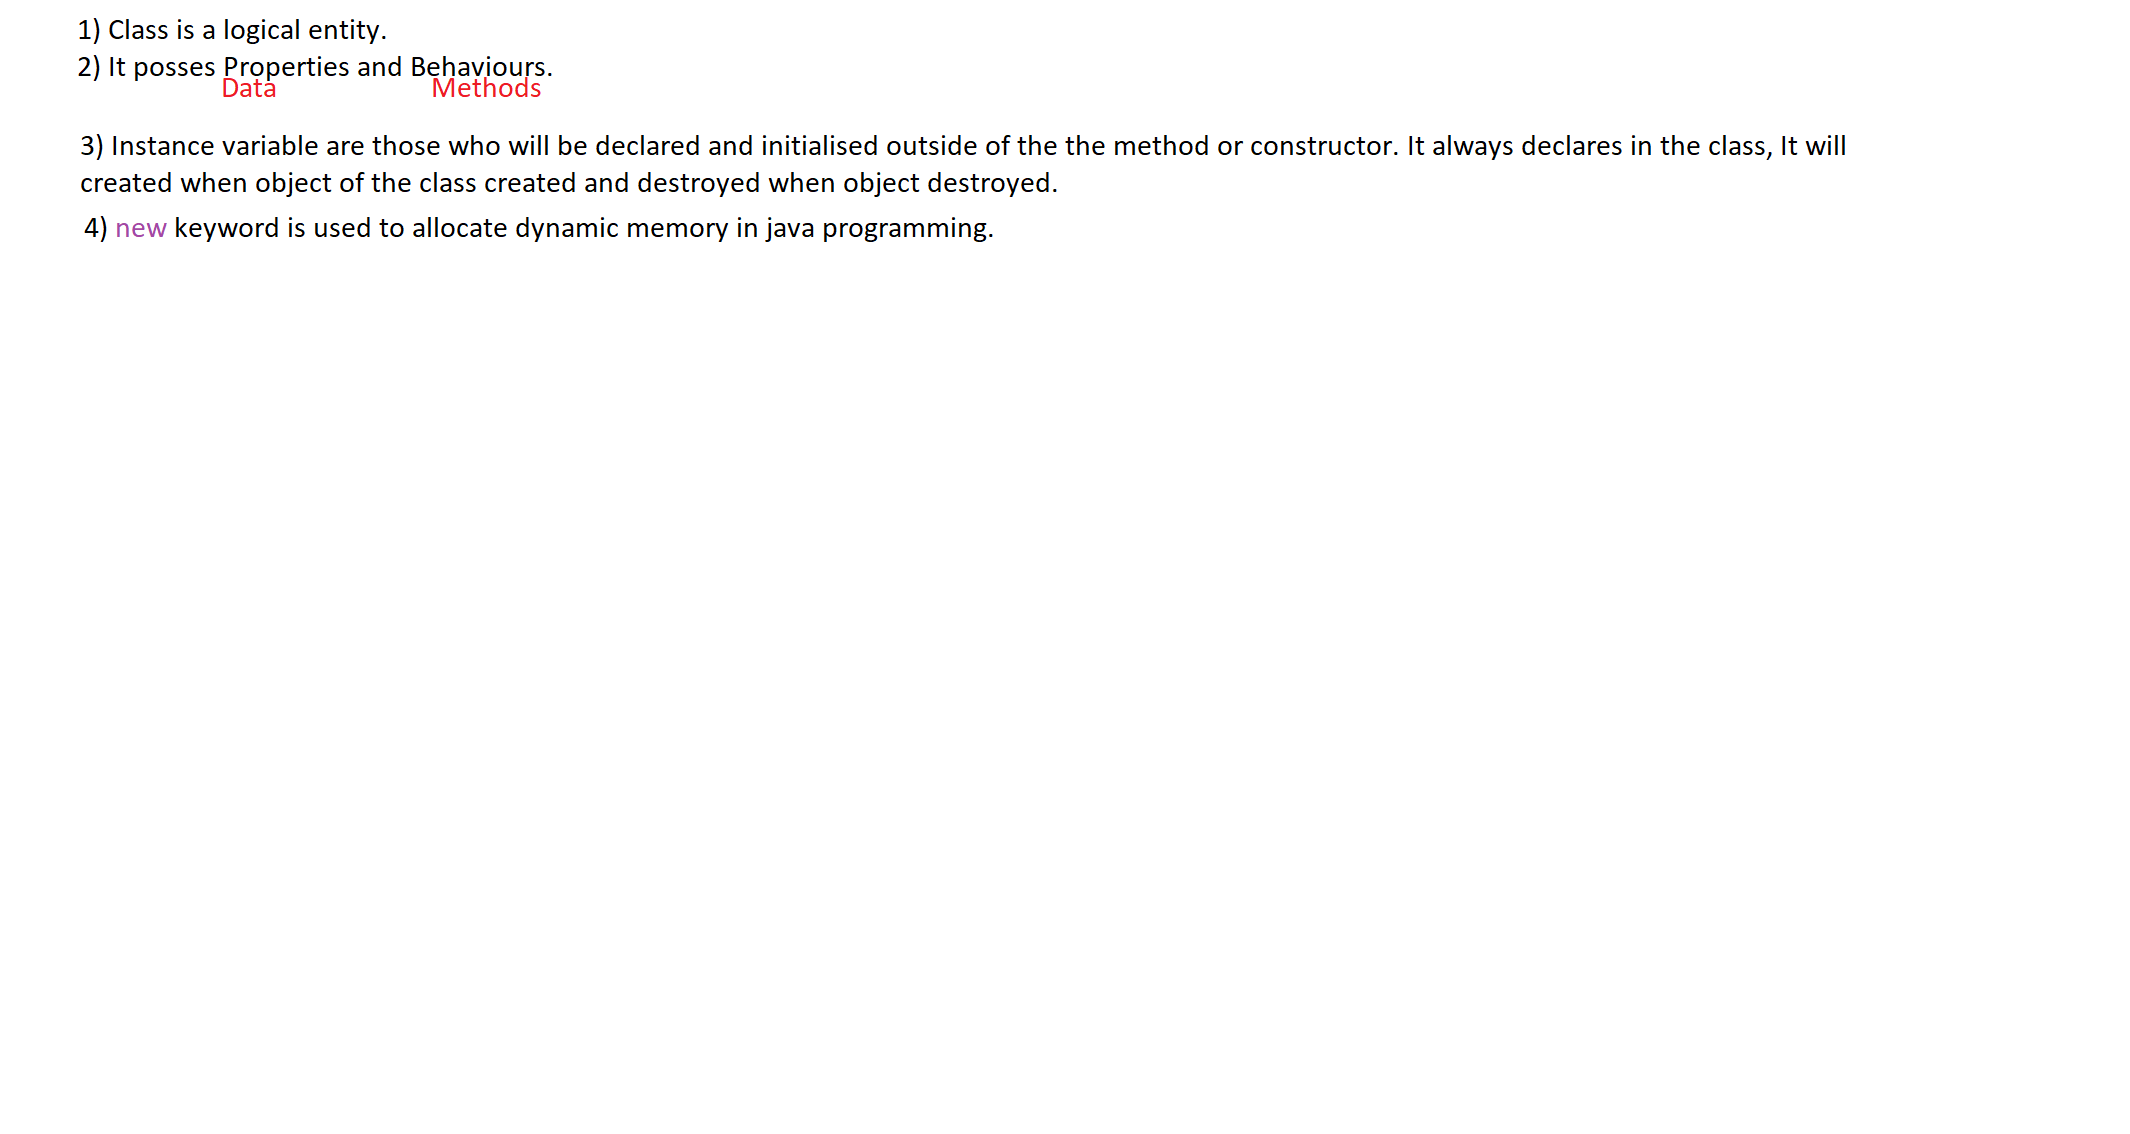 1) Class is a logical entity.
2) It posses Properties and Behaviours.
Data Methods
3) Instance variable are those who will be declared and initialised outside of the the method or constructor. It always declares in the class, It will
created when object of the class created and destroyed when object destroyed.
4) new keyword is used to allocate dynamic memory in java programming.